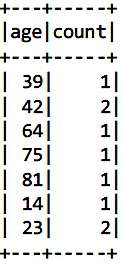 +---+-----+
|age|count|
+---+-----+
| 39|    1|
| 42|    2|
| 64|    1|
| 75|    1|
| 81|    1|
| 14|    1|
| 23|    2|
+---+-----+